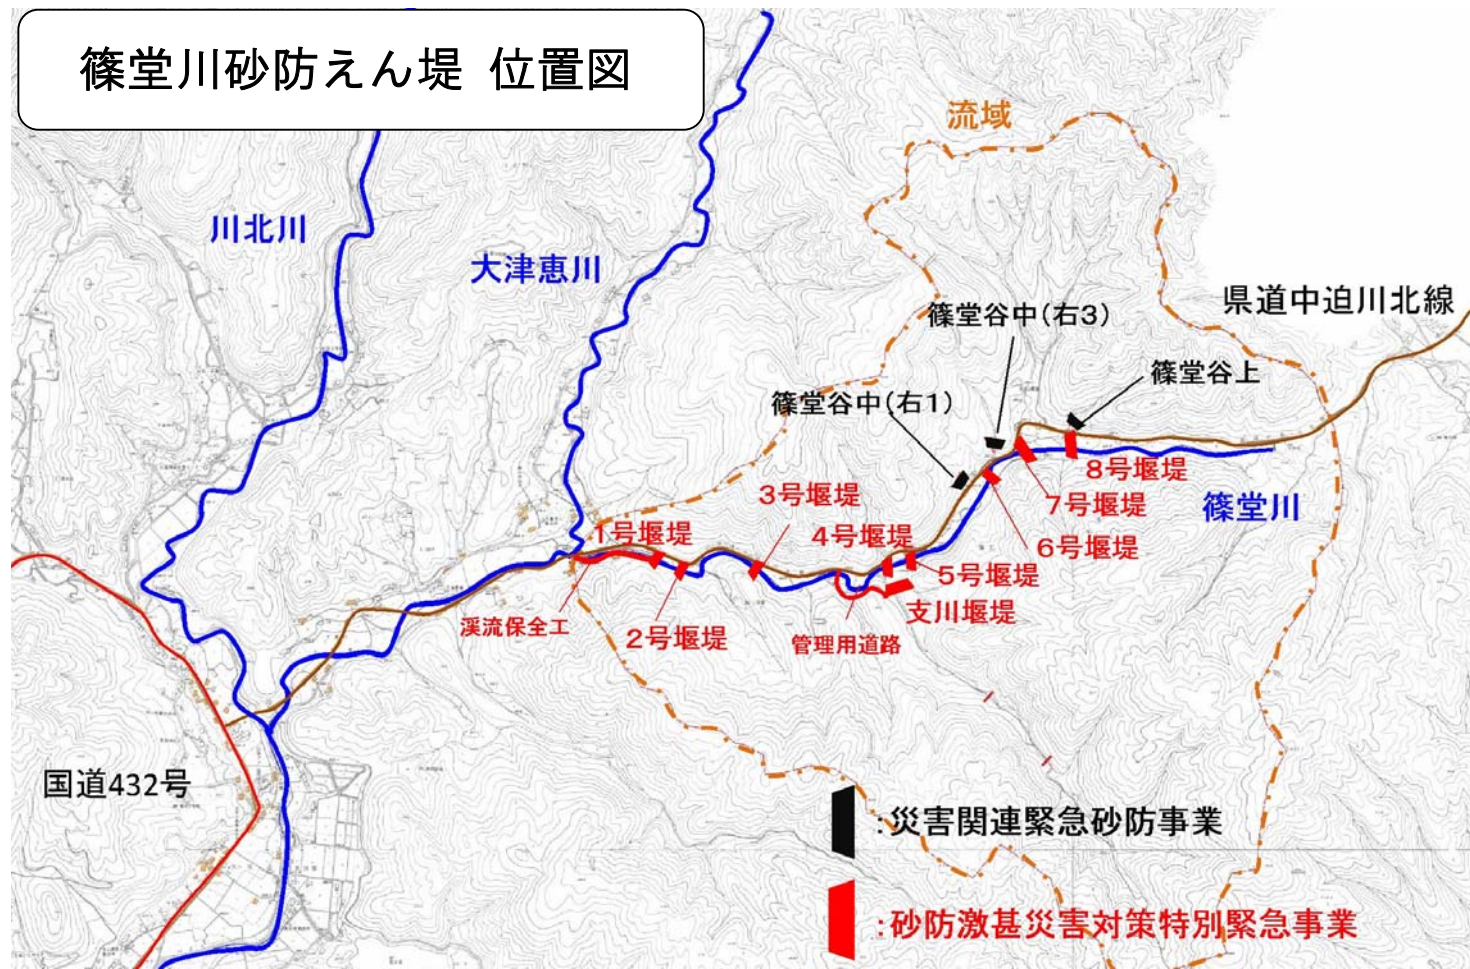 篠堂川砂防えん堤 位置図
流域
川北川
大津恵川
県道中迫川北線
篠堂谷中(右3)
篠堂谷上
篠堂谷中(右1)
8号堰堤
7号堰堤
篠堂川
3号堰堤
1号堰堤
4号堰堤
6号堰堤
5号堰堤
支川堰堤
溪流保全工
2号堰堤
管理用道路
国道432号
:災害関連緊急砂防事業
:砂防激甚災害対策特別緊急事業